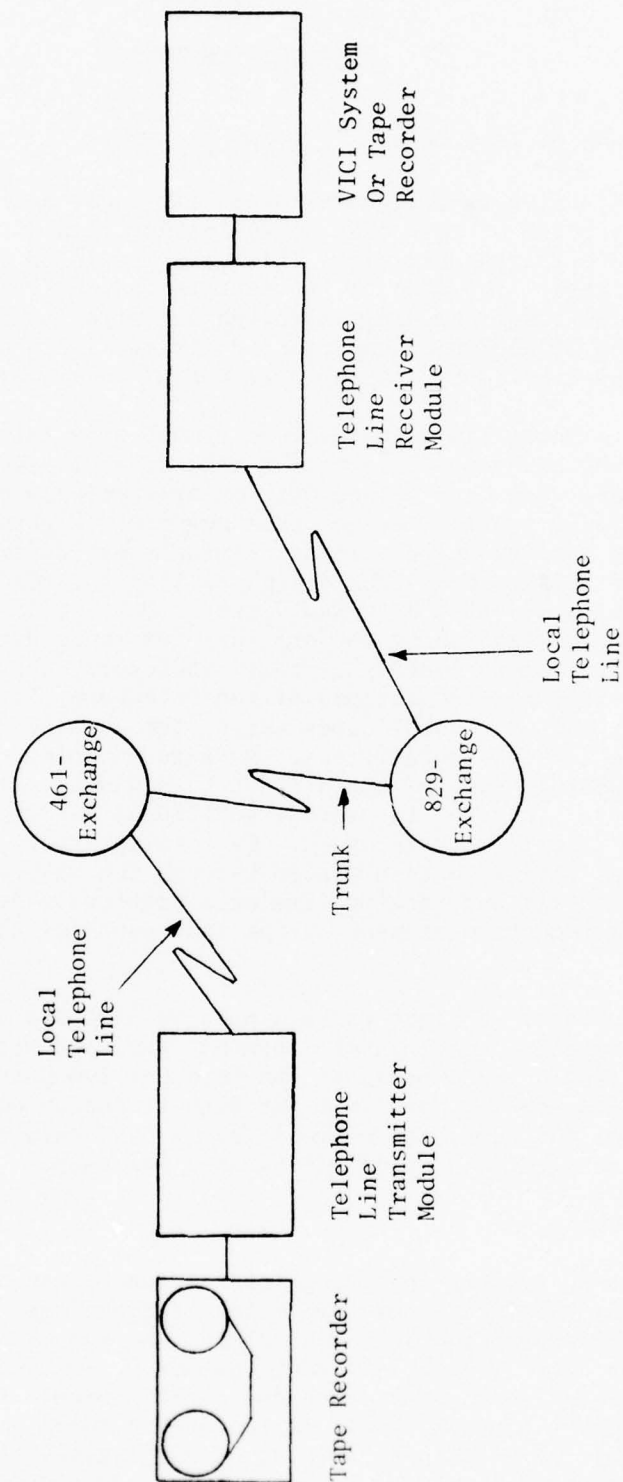 Tape Recorder
Telephone
Line
Transmitter
Module
Local
Telephone
Line
461-
Exchange
Trunk
829-
Exchange
Local
Telephone
Line
Telephone
Line
Receiver
Module
VICI System
Or Tape
Recorder